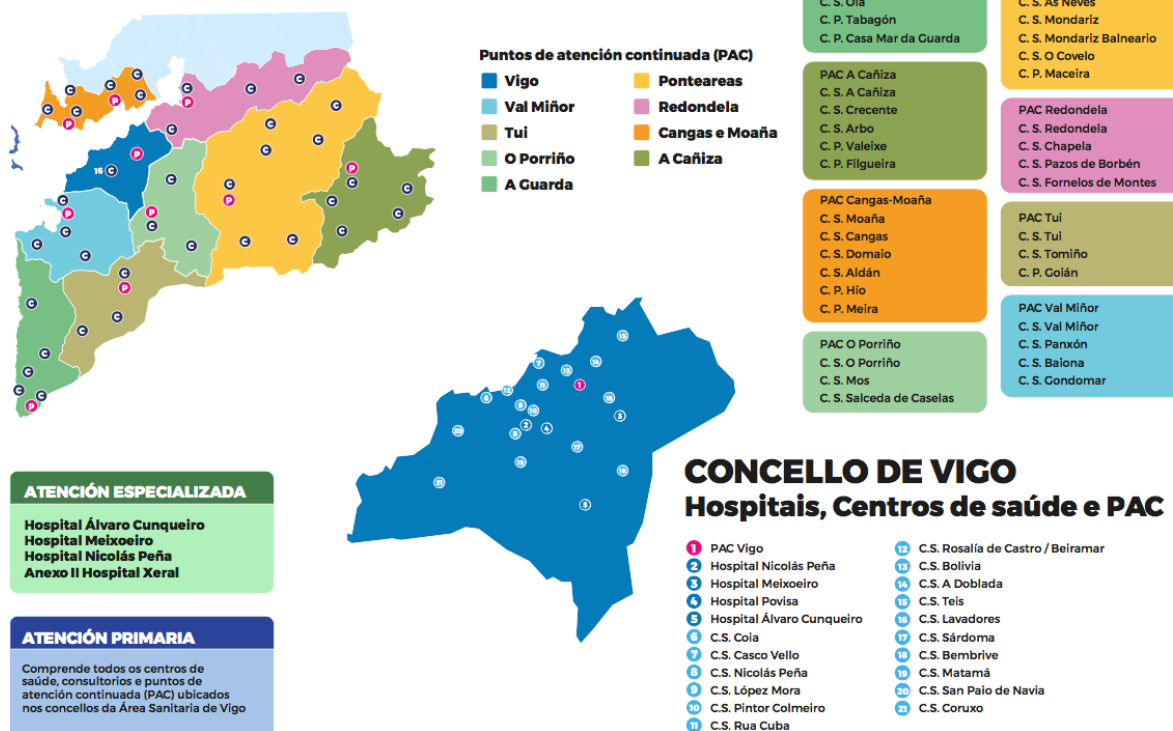 Puntos de atención continuada (PAC)
Vigo
Val Miñor
Tui
O Porriño
A Guarda
Ponteareas
Redondela
Cangas e Moaña
A Cañiza
C. S. Oia
C. P. Tabagón
C. P. Casa Mar da Guarda
PAC A Cañiza
C. S. A Cañiza
C. S. Crecente
C. S. Arbo
C. P. Valeixe
C. P. Filgueira
PAC Cangas-Moaña
C. S. Moaña
C. S. Cangas
C. S. Domaio
C. S. Aldán
C. P. Hío
C. P. Meira
PAC O Porriño
C. S. O Porriño
C. S. Mos
C. S. Salceda de Caselas
C. S. As Neves
C. S. Mondariz
C. S. Mondariz Balneario
C. S. O Covelo
C. P. Maceira
PAC Redondela
C. S. Redondela
C. S. Chapela
C. S. Pazos de Borbén
C. S. Fornelos de Montes
PAC Tui
C. S. Tui
C. S. Tomiño
C. P. Goián
PAC Val Miñor
C. S. Val Miñor
C. S. Panxón
C. S. Baiona
C. S. Gondomar
16 C
ATENCIÓN ESPECIALIZADA
Hospital Álvaro Cunqueiro
Hospital Meixoeiro
Hospital Nicolás Peña
Anexo II Hospital Xeral
ATENCIÓN PRIMARIA
Comprende todos os centros de
saúde, consultorios e puntos de
atención continuada (PAC) ubicados
nos concellos da Área Sanitaria de Vigo
CONCELLO DE VIGO
Hospitais, Centros de saúde e PAC
1 PAC Vigo
2 Hospital Nicolás Peña
3 Hospital Meixoeiro
4 Hospital Povisa
5 Hospital Álvaro Cunqueiro
6 C.S. Coia
7 C.S. Casco Vello
8 C.S. Nicolás Peña
9 C.S. López Mora
10 C.S. Pintor Colmeiro
11 C.S. Rua Cuba
12 C.S. Rosalía de Castro / Beiramar
13 C.S. Bolivia
14 C.S. A Doblada
15 C.S. Teis
16 C.S. Lavadores
17 C.S. Sárdoma
18 C.S. Bembrive
19 C.S. Matamá
20 C.S. San Paio de Navia
21 C.S. Coruxo